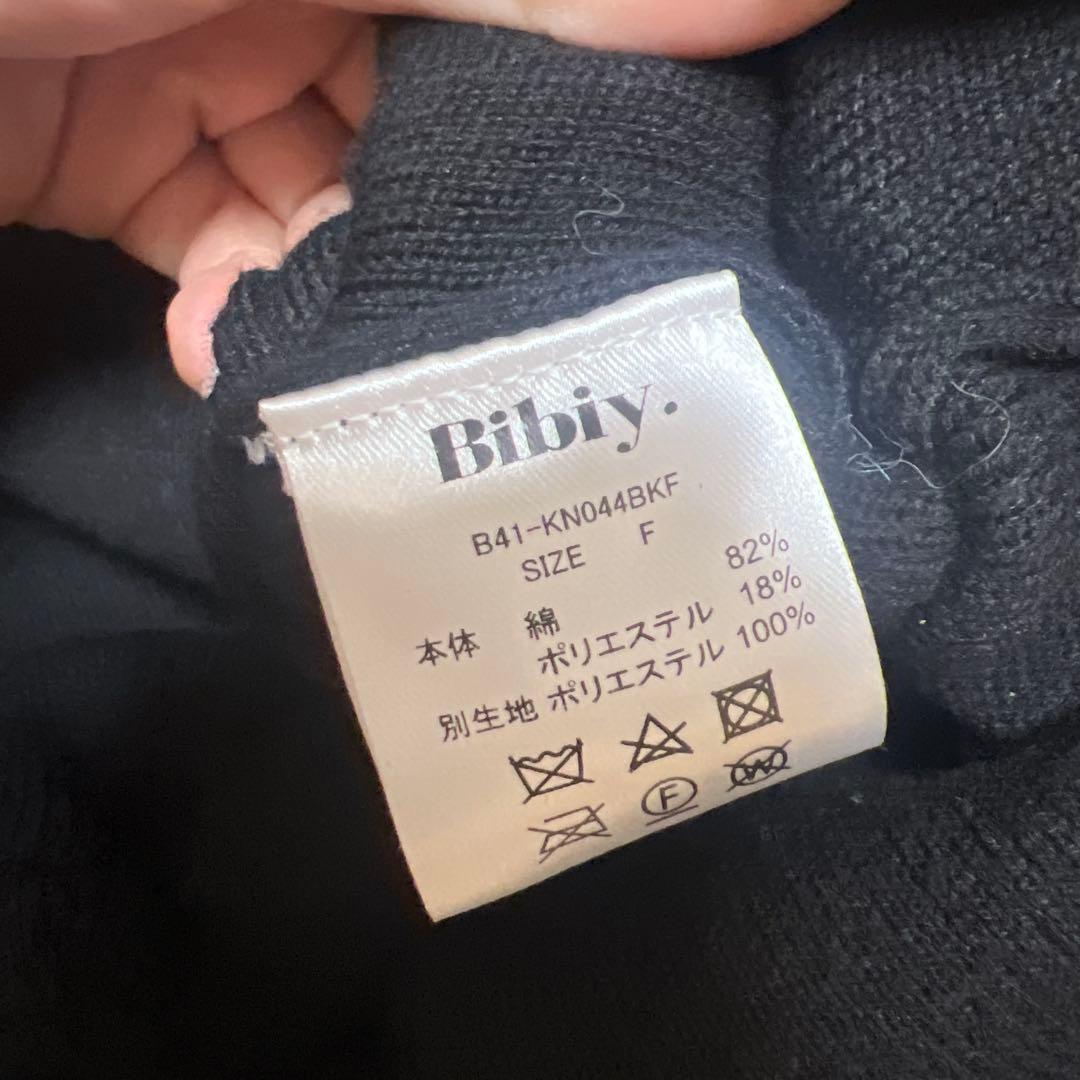 Bibiy.
B41-KN044BKF
SIZE F
本体 綿 82%
ポリエステル 18%
別生地 ポリエステル 100%
F
W